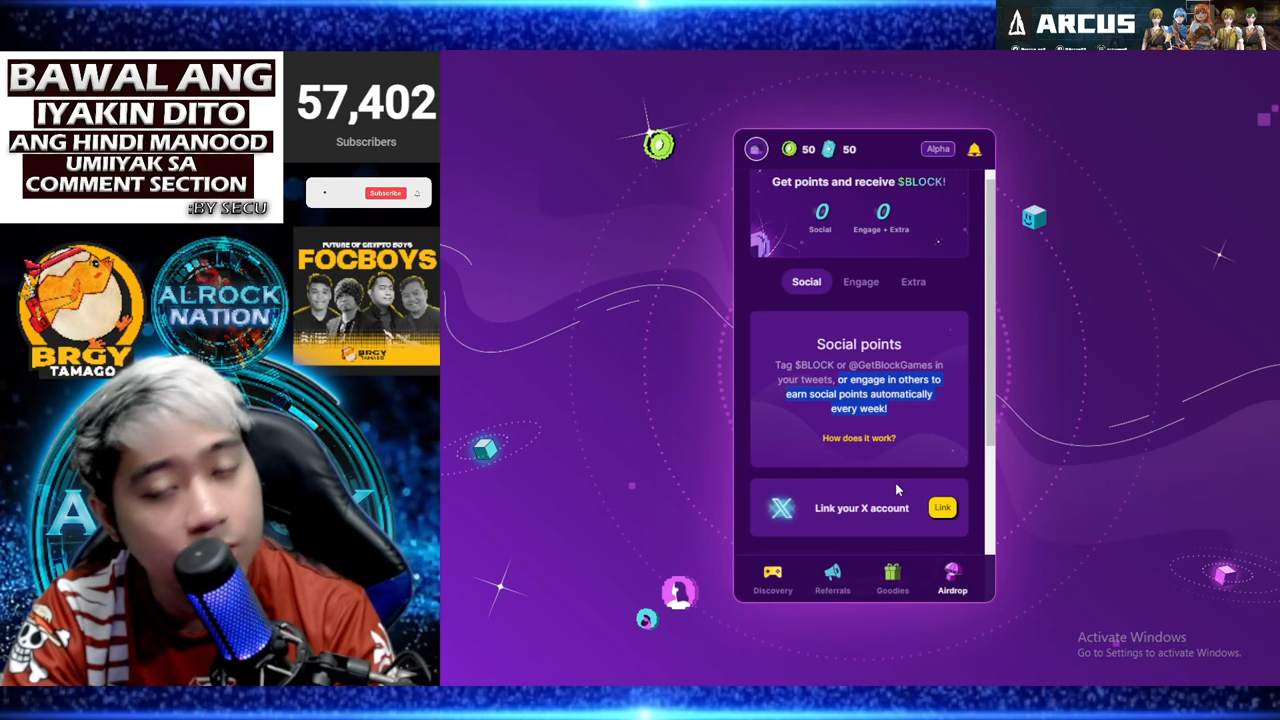 ARCUS
BAWAL ANG
IYAKIN DITO
ANG HINDI MANOOD
UMIIYAK SA
COMMENT SECTION
:BY SECU
57,402
Subscribers
Subscribe
BRGY
TAMAGO
ALROCK
NATION
FUTURE OF CRYPTO BOYS
FOCBOYS
BRGY
TAMAGO
A
50
50
Alpha
Get points and receive $BLOCK!
0
0
Social
Engage + Extra
Social
Engage
Extra
Social points
Tag $BLOCK or @GetBlockGames in
your tweets, or engage in others to
earn social points automatically
every week!
How does it work?
Link your X account
Link
Discovery
Referrals
Goodies
Airdrop
Activate Windows
Go to Settings to activate Windows.